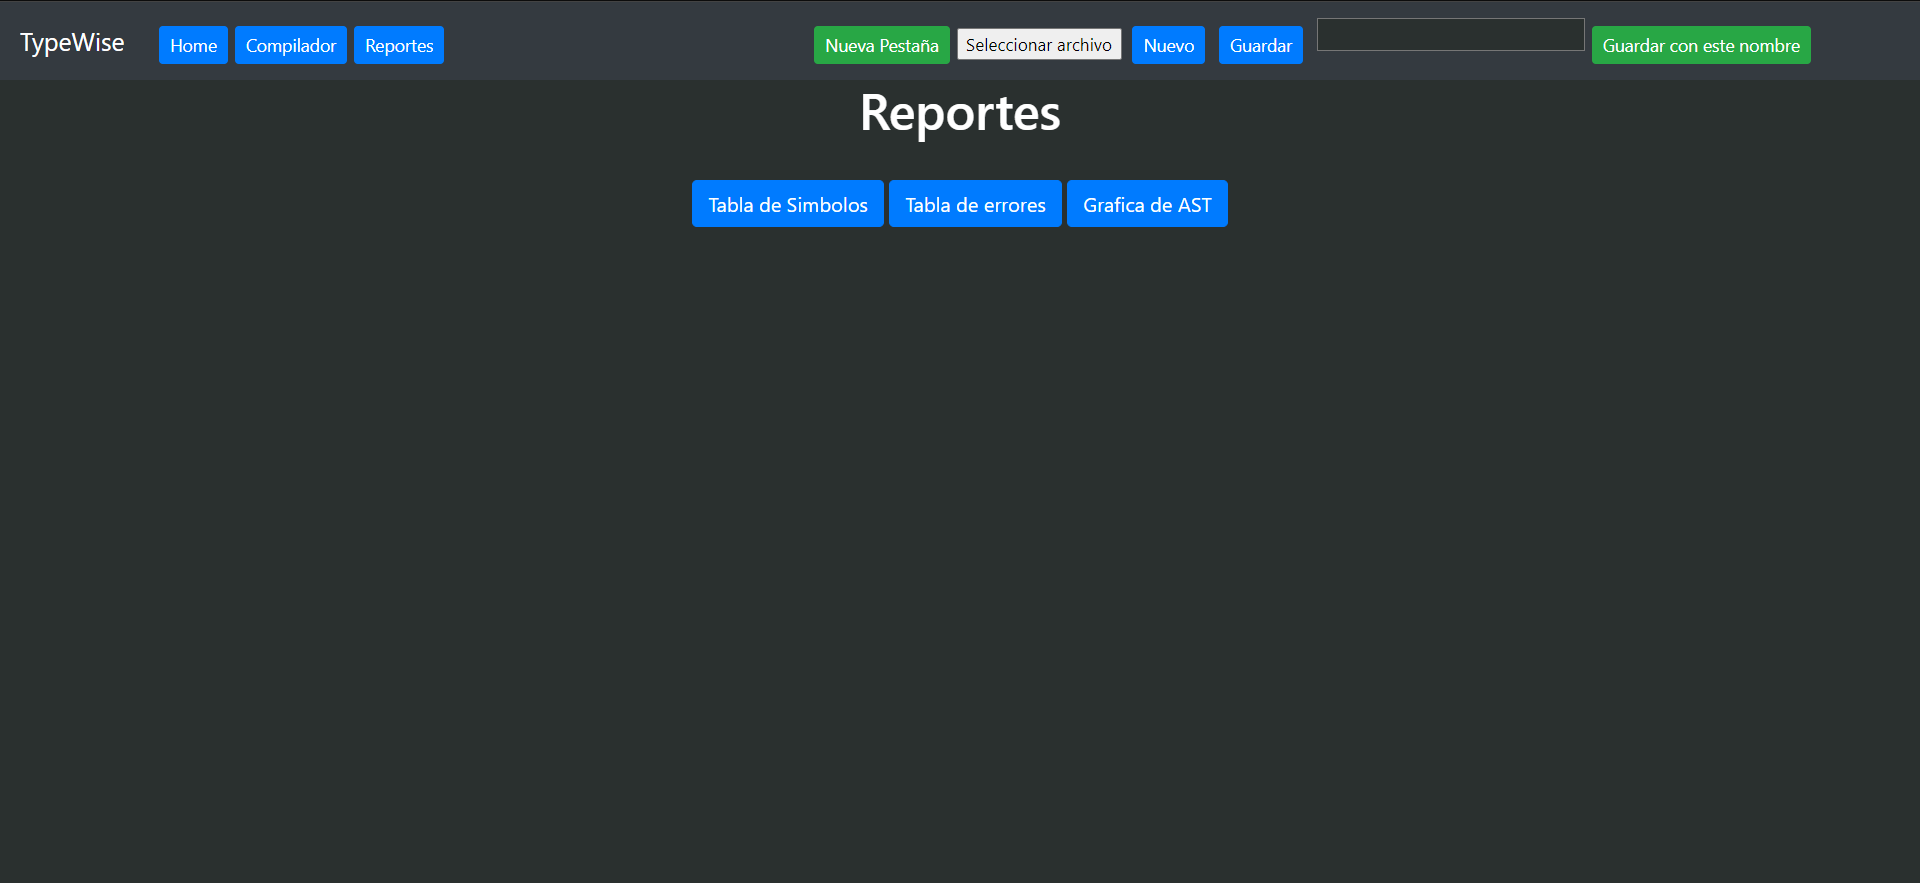 TypeWise Home Compilador Reportes Nueva Pestaña Seleccionar archivo Nuevo Guardar Guardar con este nombre
Reportes
Tabla de Simbolos Tabla de errores Grafica de AST